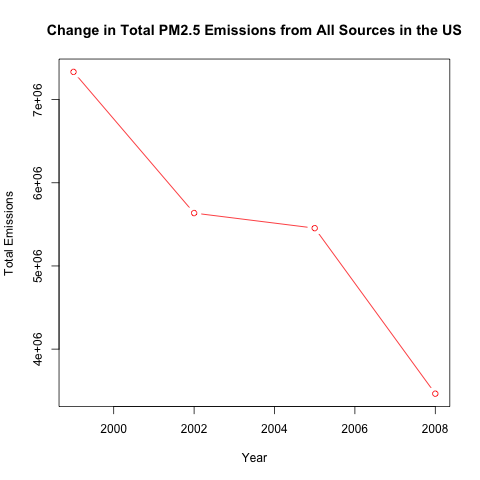 Change in Total PM2.5 Emissions from All Sources in the US
7e+06
6e+06
5e+06
4e+06
Total Emissions
2000 2002 2004 2006 2008
Year